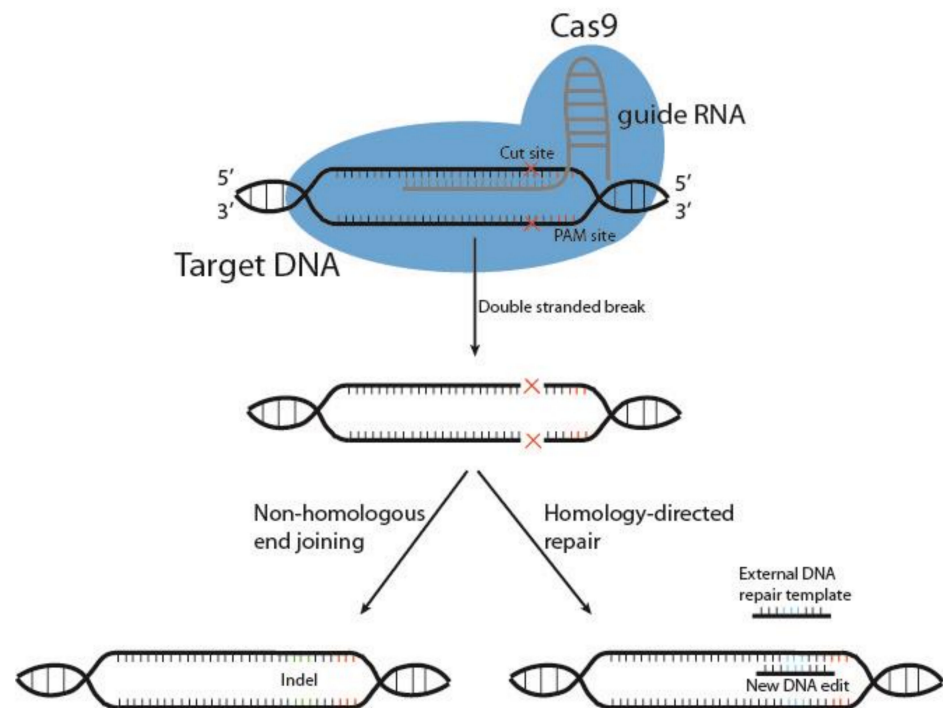 Cas9
guide RNA
Cut site
5’
5’
3’
3’
PAM site
Target DNA
Double stranded break
Non-homologous
end joining
Homology-directed
repair
External DNA
repair template
Indel
New DNA edit